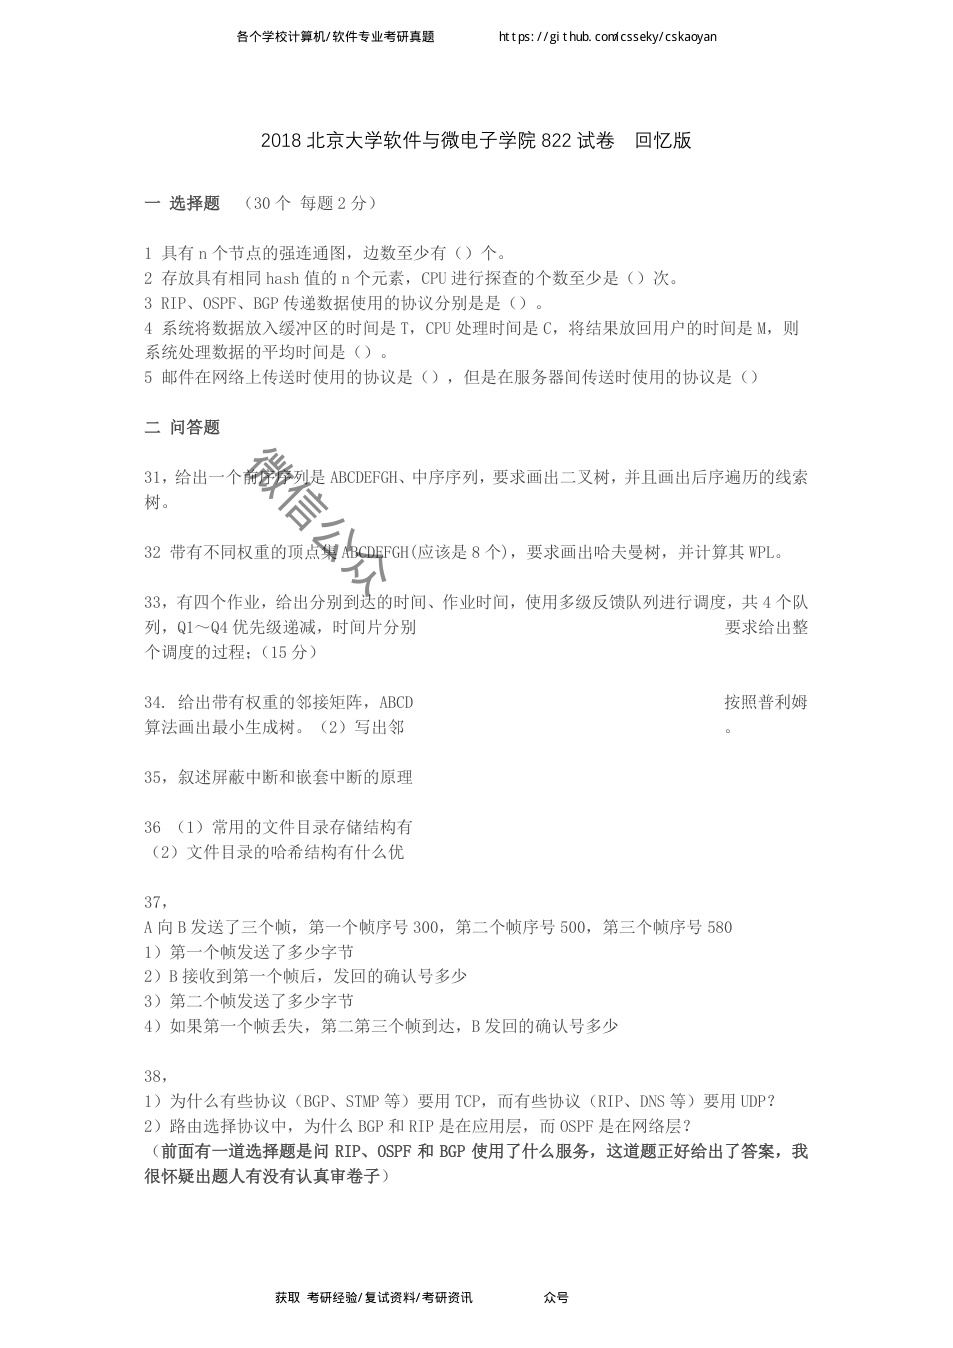 各个学校计算机/软件专业考研真题 https://github.com/csseky/cskaoyan
2018 北京大学软件与微电子学院 822 试卷 回忆版
一 选择题 （30 个 每题 2 分）
1 具有 n 个节点的强连通图，边数至少有（）个。
2 存放具有相同 hash 值的 n 个元素，CPU 进行探查的个数至少是（）次。
3 RIP、OSPF、BGP 传递数据使用的协议分别是是（）。
4 系统将数据放入缓冲区的时间是 T，CPU 处理时间是 C，将结果放回用户的时间是 M，则
系统处理数据的平均时间是（）。
5 邮件在网络上传送时使用的协议是（），但是在服务器间传送时使用的协议是（）
二 问答题
31，给出一个前序序列是 ABCDEFGH、中序序列，要求画出二叉树，并且画出后序遍历的线索
树。
32 带有不同权重的顶点集 ABCDEFGH(应该是 8 个)，要求画出哈夫曼树，并计算其 WPL。
33，有四个作业，给出分别到达的时间、作业时间，使用多级反馈队列进行调度，共 4 个队
列，Q1～Q4 优先级递减，时间片分别 要求给出整
个调度的过程；（15 分）
34. 给出带有权重的邻接矩阵，ABCD 按照普利姆
算法画出最小生成树。（2）写出邻 。
35，叙述屏蔽中断和嵌套中断的原理
36 （1）常用的文件目录存储结构有
（2）文件目录的哈希结构有什么优
37，
A 向 B 发送了三个帧，第一个帧序号 300，第二个帧序号 500，第三个帧序号 580
1）第一个帧发送了多少字节
2）B 接收到第一个帧后，发回的确认号多少
3）第二个帧发送了多少字节
4）如果第一个帧丢失，第二第三个帧到达，B 发回的确认号多少
38，
1）为什么有些协议（BGP、STMP 等）要用 TCP，而有些协议（RIP、DNS 等）要用 UDP？
2）路由选择协议中，为什么 BGP 和 RIP 是在应用层，而 OSPF 是在网络层？
（前面有一道选择题是问 RIP、OSPF 和 BGP 使用了什么服务，这道题正好给出了答案，我
很怀疑出题人有没有认真审卷子）
微信公众
获取 考研经验/复试资料/考研资讯 众号